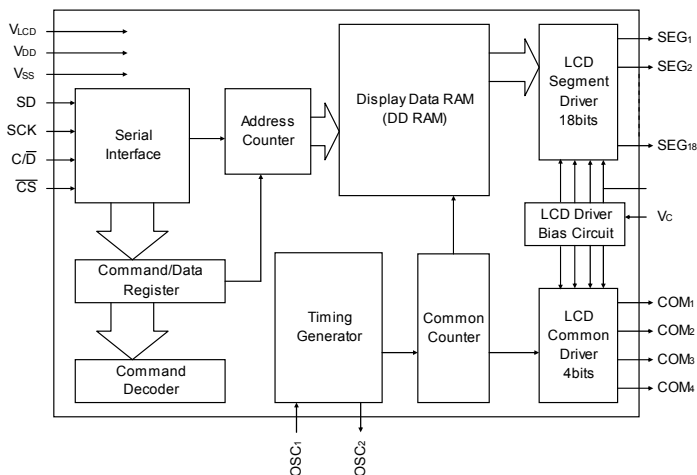 VLCD
VDD
VSS
SD
SCK
C/D̅
C̅S̅
Serial
Interface
Address
Counter
Display Data RAM
(DD RAM)
LCD
Segment
Driver
18bits
SEG1
SEG2
SEG18
LCD Driver
Bias Circuit
VC
Command/Data
Register
Command
Decoder
Timing
Generator
Common
Counter
LCD
Common
Driver
4bits
COM1
COM2
COM3
COM4
OSC1
OSC2